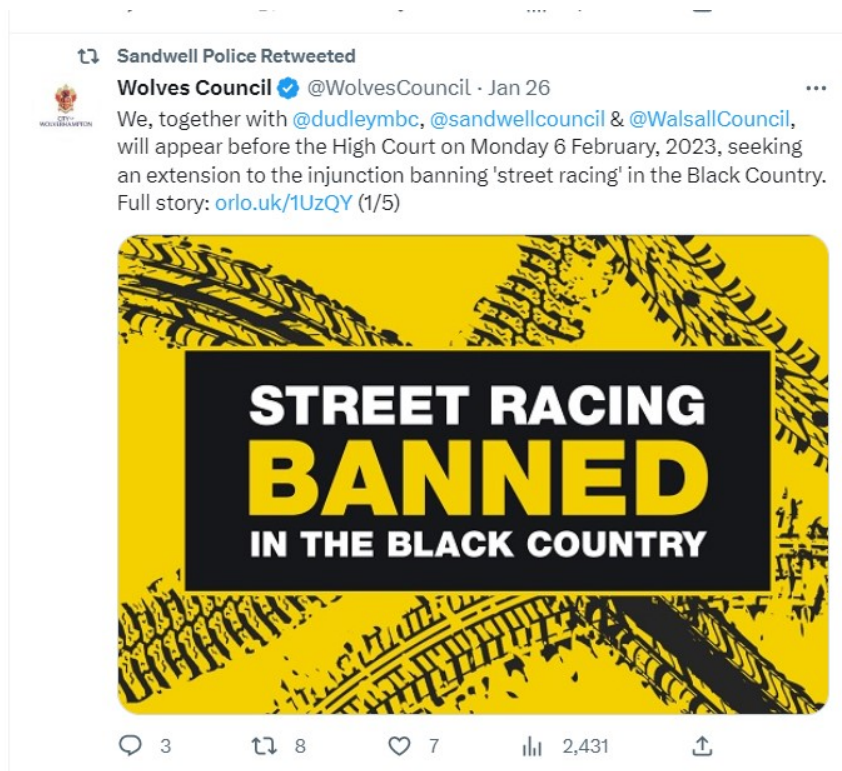 Sandwell Police Retweeted
Wolves Council @WolvesCouncil · Jan 26
We, together with @dudleymbc, @sandwellcouncil & @WalsallCouncil,
will appear before the High Court on Monday 6 February, 2023, seeking
an extension to the injunction banning 'street racing' in the Black Country.
Full story: orlo.uk/1UzQY (1/5)
CITY OF
WOLVERHAMPTON
STREET RACING
BANNED
IN THE BLACK COUNTRY
3 8 7 2,431